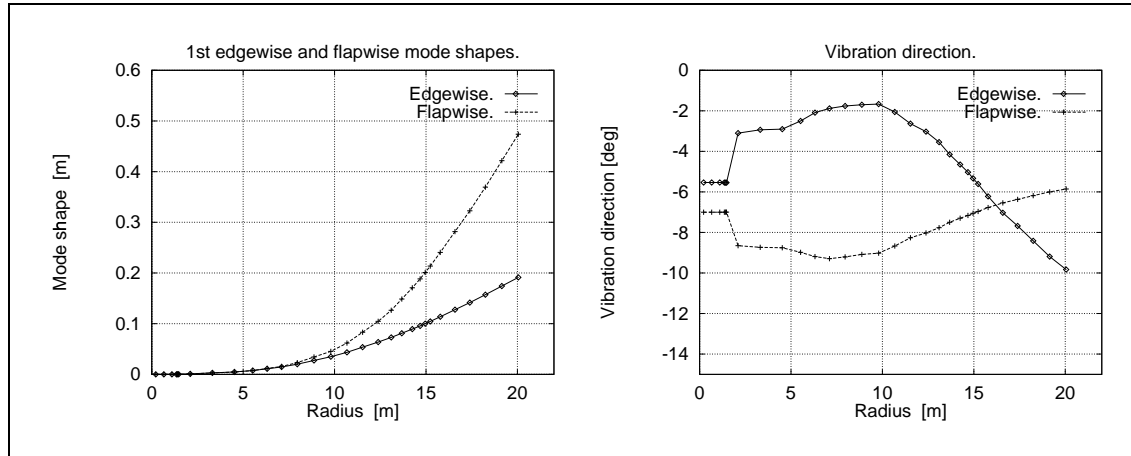 1st edgewise and flapwise mode shapes.
Mode shape [m]
0.6
0.5
0.4
0.3
0.2
0.1
0
Edgewise.
Flapwise.
0 5 10 15 20
Radius [m]
Vibration direction.
Vibration direction [deg]
0
-2
-4
-6
-8
-10
-12
-14
Edgewise.
Flapwise.
0 5 10 15 20
Radius [m]